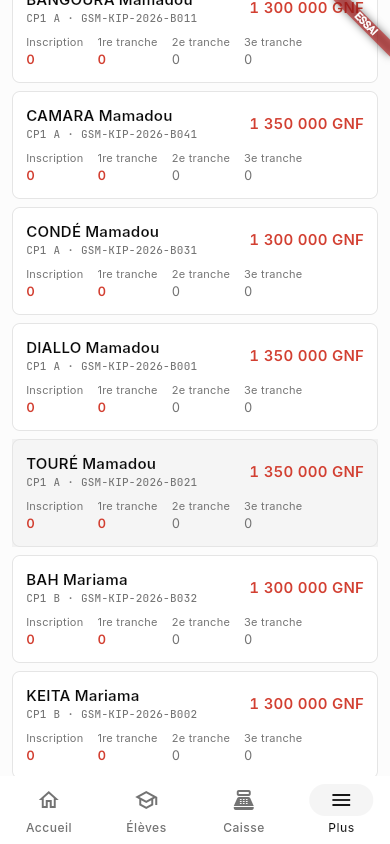 BANGOURA Mamadou
1 300 000 GNF
ESSAI
CP1 A · GSM-KIP-2026-B011
Inscription 1re tranche 2e tranche 3e tranche
0 0 0 0
CAMARA Mamadou
1 350 000 GNF
CP1 A · GSM-KIP-2026-B041
Inscription 1re tranche 2e tranche 3e tranche
0 0 0 0
CONDÉ Mamadou
1 300 000 GNF
CP1 A · GSM-KIP-2026-B031
Inscription 1re tranche 2e tranche 3e tranche
0 0 0 0
DIALLO Mamadou
1 350 000 GNF
CP1 A · GSM-KIP-2026-B001
Inscription 1re tranche 2e tranche 3e tranche
0 0 0 0
TOURÉ Mamadou
1 350 000 GNF
CP1 A · GSM-KIP-2026-B021
Inscription 1re tranche 2e tranche 3e tranche
0 0 0 0
BAH Mariama
1 300 000 GNF
CP1 B · GSM-KIP-2026-B032
Inscription 1re tranche 2e tranche 3e tranche
0 0 0 0
KEITA Mariama
1 300 000 GNF
CP1 B · GSM-KIP-2026-B002
Inscription 1re tranche 2e tranche 3e tranche
0 0 0 0
Accueil Élèves Caisse Plus